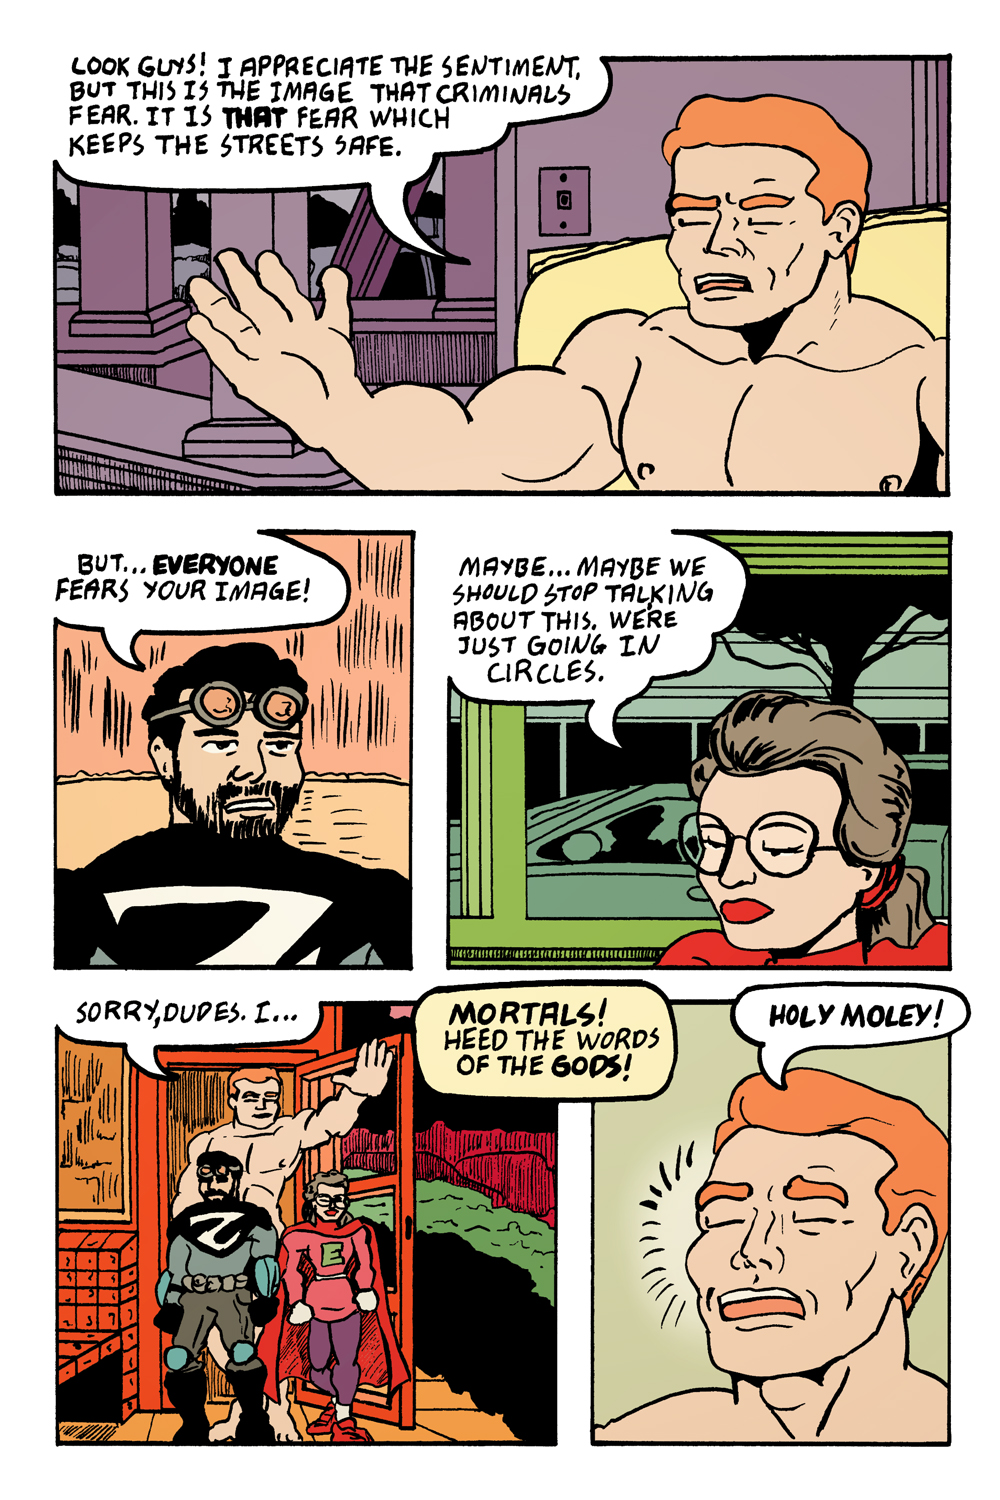 LOOK GUYS! I APPRECIATE THE SENTIMENT,
BUT THIS IS THE IMAGE THAT CRIMINALS
FEAR. IT IS THAT FEAR WHICH
KEEPS THE STREETS SAFE.
BUT... EVERYONE
FEARS YOUR IMAGE!
MAYBE... MAYBE WE
SHOULD STOP TALKING
ABOUT THIS. WE'RE
JUST GOING IN
CIRCLES.
SORRY, DUDES. I...
E
MORTALS!
HEED THE WORDS
OF THE GODS!
HOLY MOLEY!